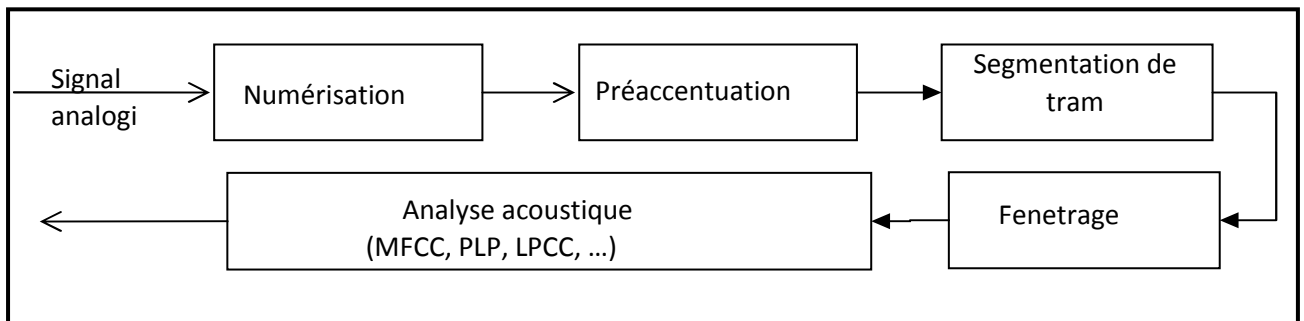 Signal
analogi
Numérisation
Préaccentuation
Segmentation de
tram
Analyse acoustique
(MFCC, PLP, LPCC, …)
Fenetrage